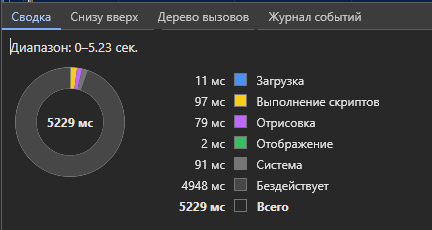 Сводка Снизу вверх Дерево вызовов Журнал событий
Диапазон: 0–5.23 сек.
5229 мс
11 мс Загрузка
97 мс Выполнение скриптов
79 мс Отрисовка
2 мс Отображение
91 мс Система
4948 мс Бездействует
5229 мс Всего